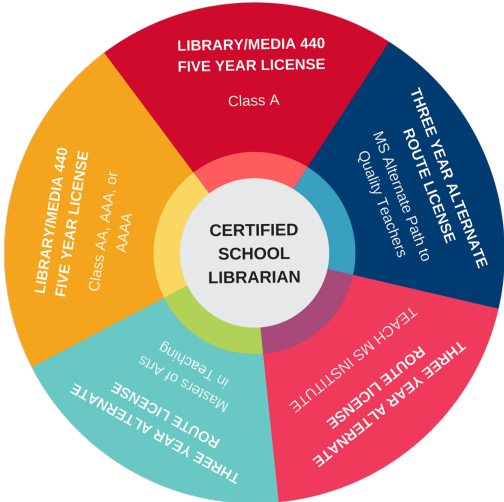 LIBRARY/MEDIA 440
FIVE YEAR LICENSE
Class A
THREE YEAR ALTERNATE
ROUTE LICENSE
MS Alternate Path to
Quality Teachers
THREE YEAR ALTERNATE
ROUTE LICENSE
TEACH MS INSTITUTE
THREE YEAR ALTERNATE
ROUTE LICENSE
Masters of Arts
in Teaching
LIBRARY/MEDIA 440
FIVE YEAR LICENSE
Class AA, AAA, or
AAAA
CERTIFIED
SCHOOL
LIBRARIAN